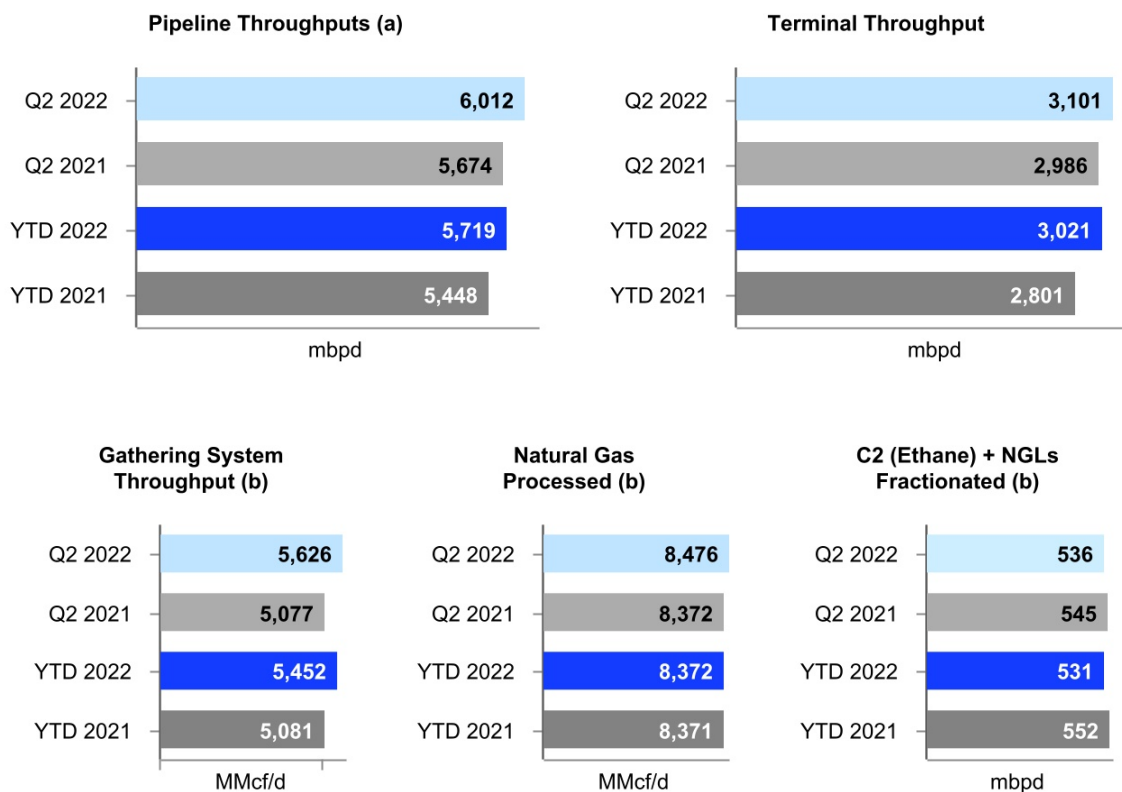 Pipeline Throughputs (a)
Q2 2022 6,012
Q2 2021 5,674
YTD 2022 5,719
YTD 2021 5,448
mbpd
Terminal Throughput
Q2 2022 3,101
Q2 2021 2,986
YTD 2022 3,021
YTD 2021 2,801
mbpd
Gathering System
Throughput (b)
Q2 2022 5,626
Q2 2021 5,077
YTD 2022 5,452
YTD 2021 5,081
MMcf/d
Natural Gas
Processed (b)
Q2 2022 8,476
Q2 2021 8,372
YTD 2022 8,372
YTD 2021 8,371
MMcf/d
C2 (Ethane) + NGLs
Fractionated (b)
Q2 2022 536
Q2 2021 545
YTD 2022 531
YTD 2021 552
mbpd